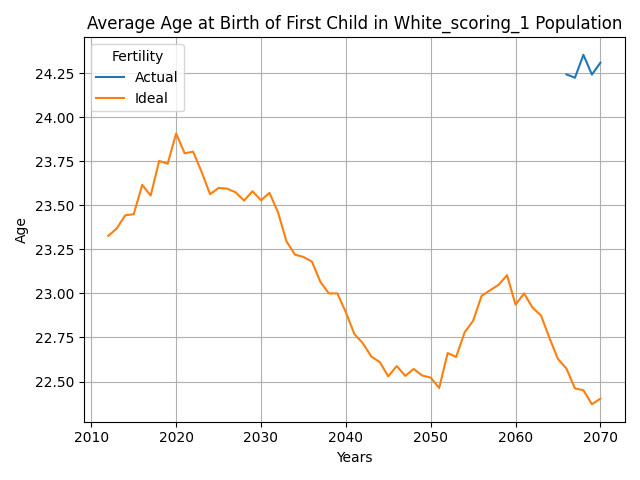 Average Age at Birth of First Child in White_scoring_1 Population
Fertility
Actual
Ideal
24.25
24.00
23.75
23.50
23.25
23.00
22.75
22.50
Age
2010 2020 2030 2040 2050 2060 2070
Years